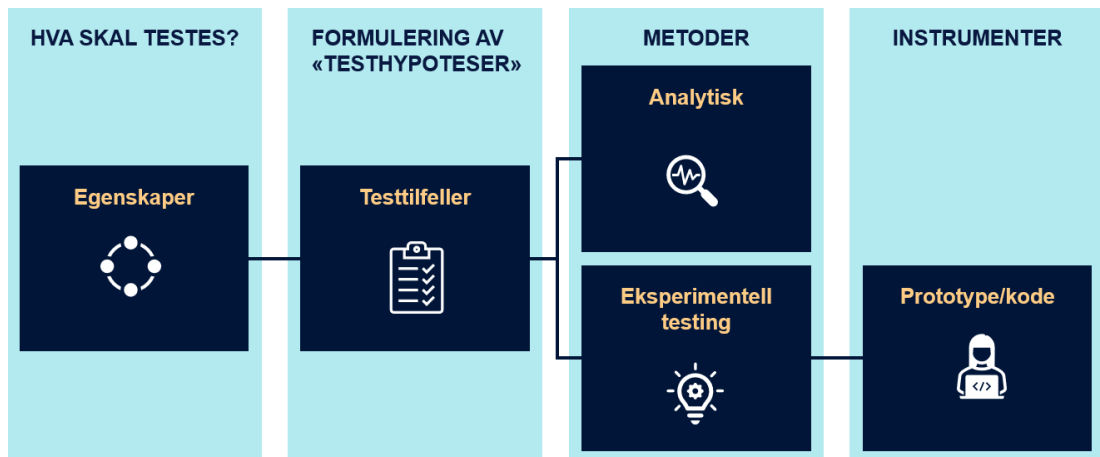 HVA SKAL TESTES?
Egenskaper
FORMULERING AV
«TESTHYPOTESER»
Testtilfeller
METODER
Analytisk
Eksperimentell
testing
INSTRUMENTER
Prototype/kode
</>